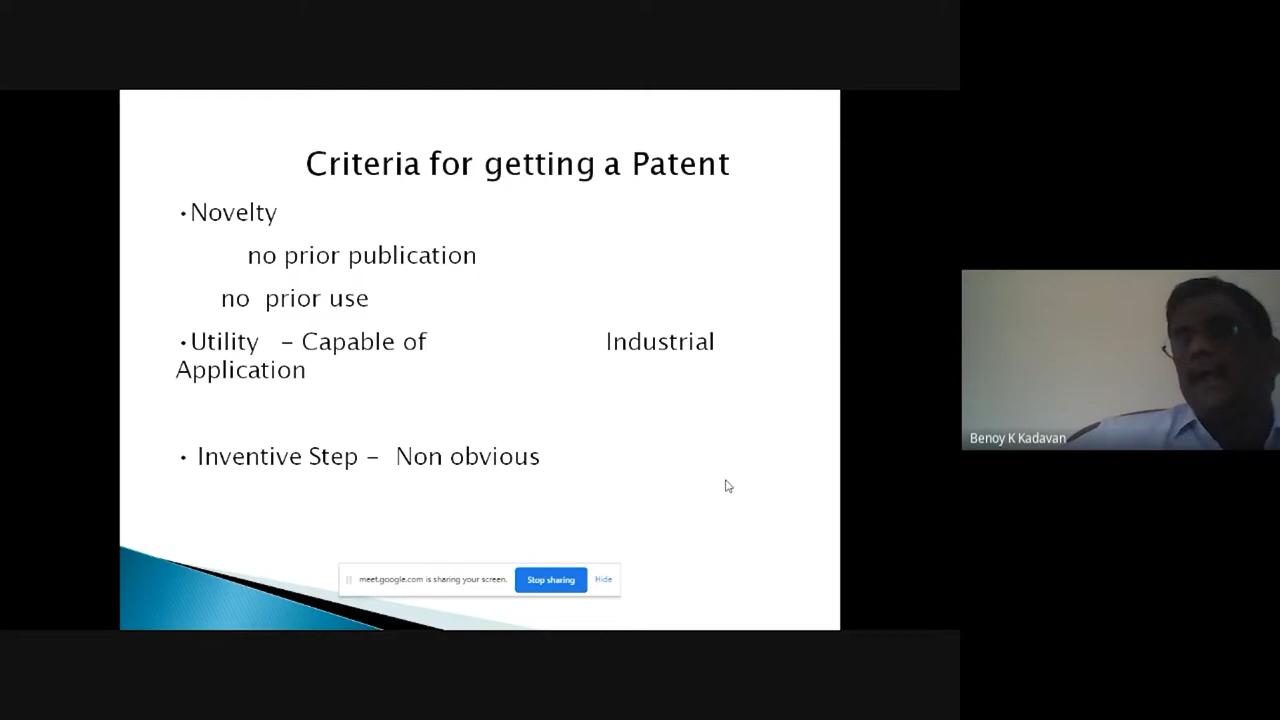 Criteria for getting a Patent
•Novelty
no prior publication
no prior use
•Utility – Capable of Industrial
Application
• Inventive Step – Non obvious
meet.google.com is sharing your screen.
Stop sharing
Hide
Benoy K Kadavan